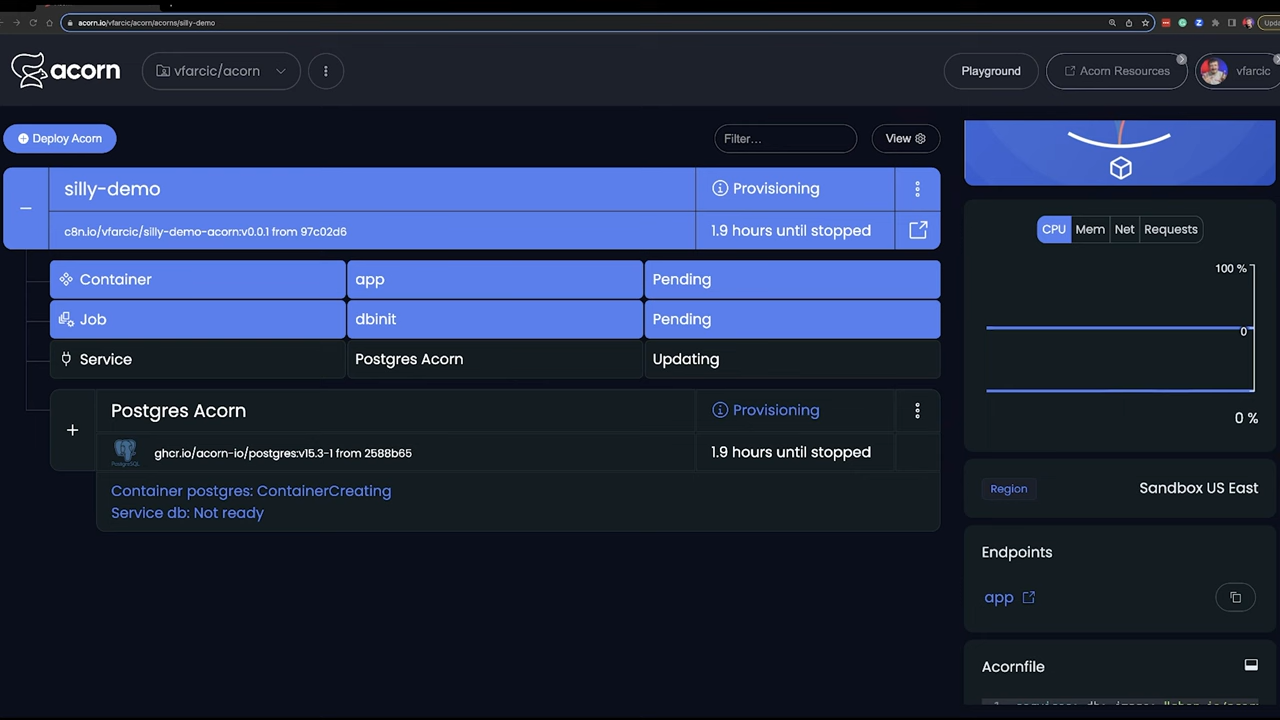 acorn.io/vfarcic/acorn/acorns/silly-demo
acorn
vfarcic/acorn
Playground
Acorn Resources
vfarcic
Deploy Acorn
Filter...
View
silly-demo
Provisioning
c8n.io/vfarcic/silly-demo-acorn:v0.0.1 from 97c02d6
1.9 hours until stopped
Container
app
Pending
Job
dbinit
Pending
Service
Postgres Acorn
Updating
Postgres Acorn
Provisioning
PostgreSQL
ghcr.io/acorn-io/postgres:v15.3-1 from 2588b65
1.9 hours until stopped
Container postgres: ContainerCreating
Service db: Not ready
CPU
Mem
Net
Requests
100 %
0
0 %
Region
Sandbox US East
Endpoints
app
Acornfile